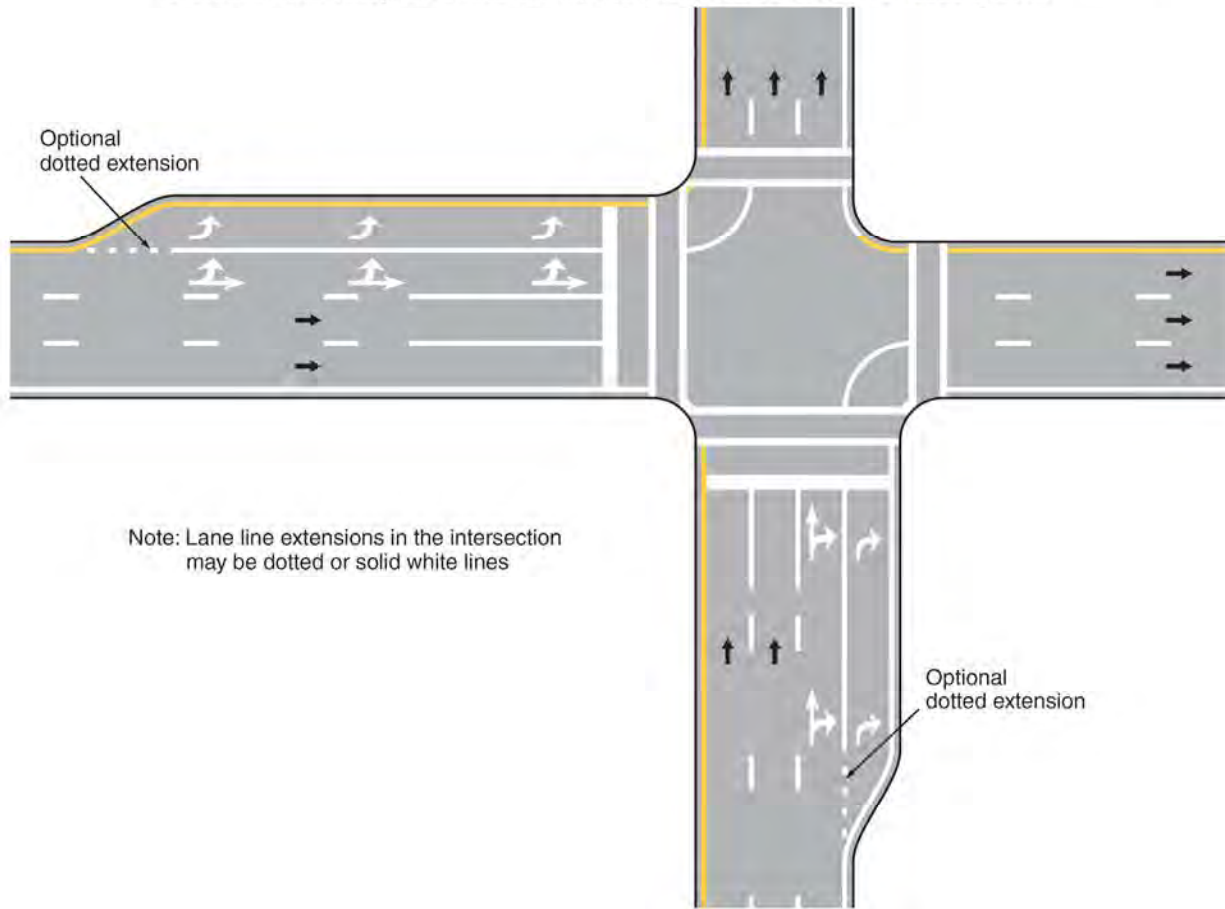 Optional
dotted extension
Note: Lane line extensions in the intersection
may be dotted or solid white lines
Optional
dotted extension